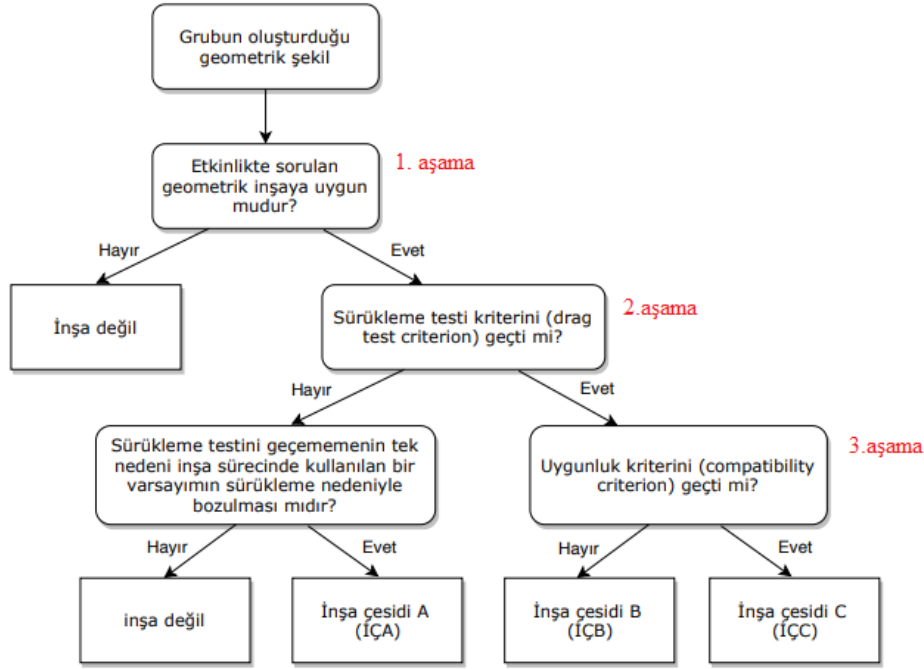 Grubun oluşturduğu
geometrik şekil
Etkinlikte sorulan
geometrik inşaya uygun
mudur?
1. aşama
Hayır
Evet
İnşa değil
Sürükleme testi kriterini (drag
test criterion) geçti mi?
2.aşama
Hayır
Evet
Sürükleme testini geçememenin tek
nedeni inşa sürecinde kullanılan bir
varsayımın sürükleme nedeniyle
bozulması mıdır?
Uygunluk kriterini (compatibility
criterion) geçti mi?
3.aşama
Hayır
Evet
Hayır
Evet
inşa değil
İnşa çesidi A
(İÇA)
İnşa çesidi B
(İÇB)
İnşa çesidi C
(İÇC)